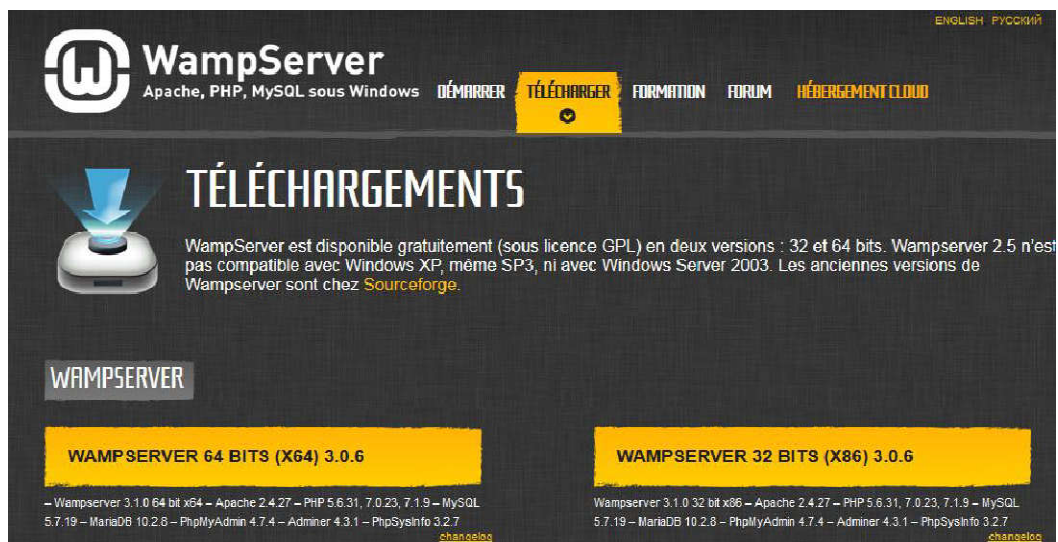 ENGLISH РУССКИЙ
WampServer
Apache, PHP, MySQL sous Windows
DÉMARRER TÉLÉCHARGER FORMATION FORUM HÉBERGEMENT CLOUD
TÉLÉCHARGEMENTS
WampServer est disponible gratuitement (sous licence GPL) en deux versions : 32 et 64 bits. Wampserver 2.5 n'est
pas compatible avec Windows XP, même SP3, ni avec Windows Server 2003. Les anciennes versions de
Wampserver sont chez Sourceforge.
WAMPSERVER
WAMPSERVER 64 BITS (X64) 3.0.6
– Wampserver 3.1.0 64 bit x64 – Apache 2.4.27 – PHP 5.6.31, 7.0.23, 7.1.9 – MySQL
5.7.19 – MariaDB 10.2.8 – PhpMyAdmin 4.7.4 – Adminer 4.3.1 – PhpSysInfo 3.2.7
changelog
WAMPSERVER 32 BITS (X86) 3.0.6
Wampserver 3.1.0 32 bit x86 – Apache 2.4.27 – PHP 5.6.31, 7.0.23, 7.1.9 – MySQL
5.7.19 – MariaDB 10.2.8 – PhpMyAdmin 4.7.4 – Adminer 4.3.1 – PhpSysInfo 3.2.7
changelog